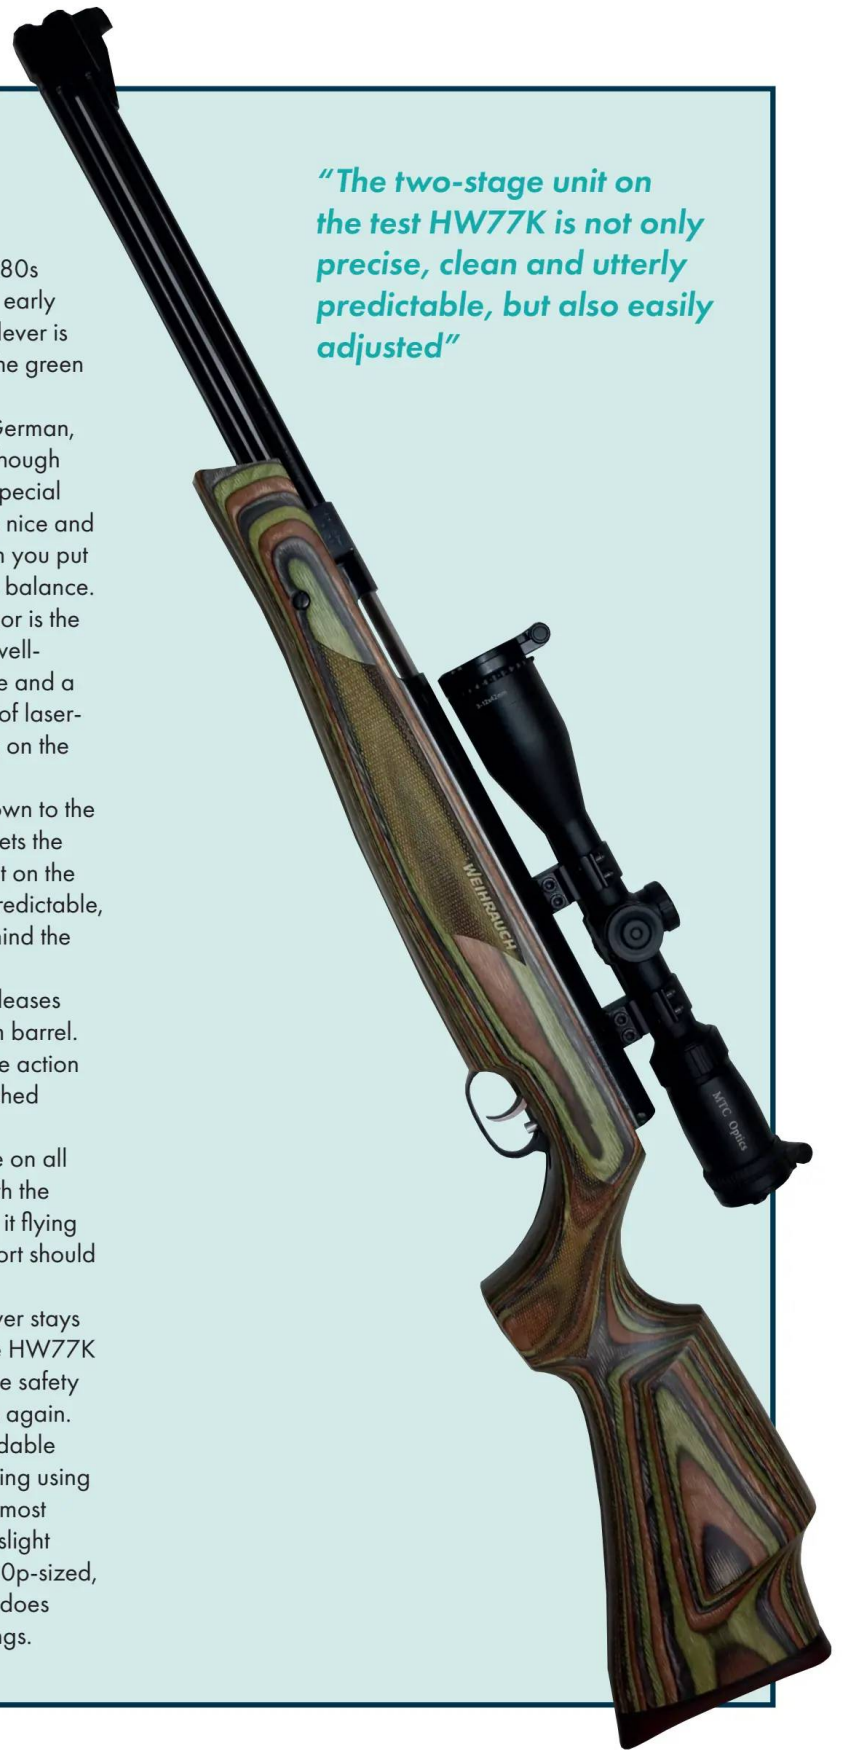 80s
early
lever is
ne green
German,
nough
pecial
nice and
n you put
balance.
or is the
well-
e and a
of laser-
on the
own to the
ets the
t on the
redictable,
hind the
leases
n barrel.
e action
hed
e on all
th the
it flying
ort should
ver stays
e HW77K
e safety
again.
dable
ing using
most
slight
0p-sized,
does
ngs.
“The two-stage unit on
the test HW77K is not only
precise, clean and utterly
predictable, but also easily
adjusted”
WEIHRAUCH
MTC Optics